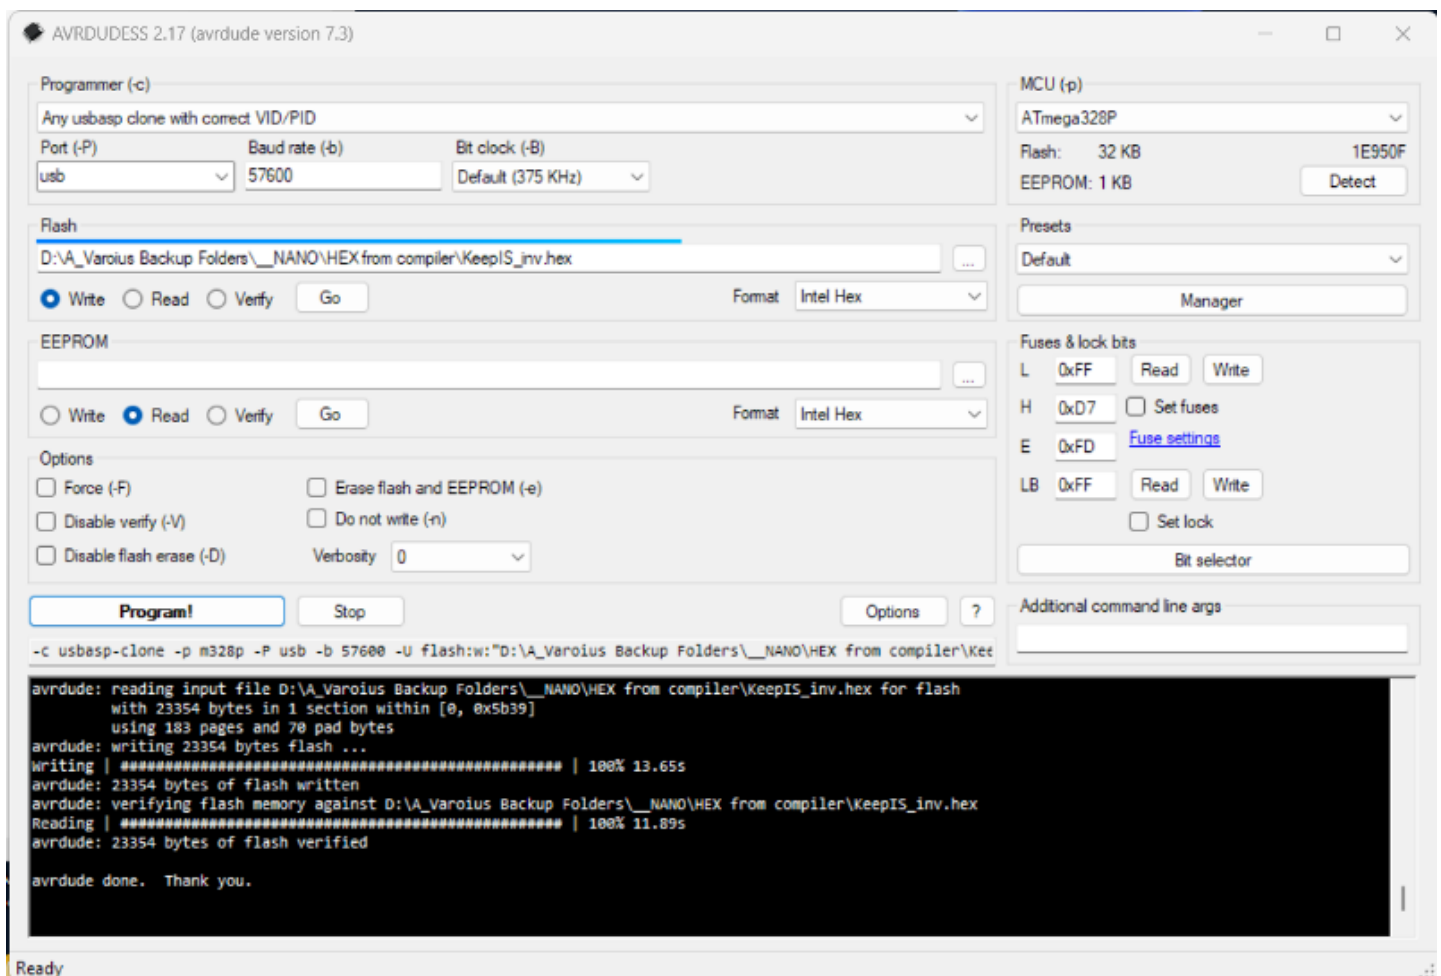 AVRDUDESS 2.17 (avrdude version 7.3)
Programmer (-c)
Any usbasp clone with correct VID/PID
Port (-P) Baud rate (-b) Bit clock (-B)
usb 57600 Default (375 KHz)
MCU (-p)
ATmega328P
Flash: 32 KB 1E950F
EEPROM: 1 KB Detect
Flash
D:\A_Varoius Backup Folders\__NANO\HEX from compiler\KeepIS_inv.hex ...
Write Read Verify Go Format Intel Hex
Presets
Default
Manager
EEPROM
...
Write Read Verify Go Format Intel Hex
Fuses & lock bits
L 0xFF Read Write
H 0xD7 Set fuses
E 0xFD Fuse settings
LB 0xFF Read Write
Set lock
Bit selector
Options
Force (-F) Erase flash and EEPROM (-e)
Disable verify (-V) Do not write (-n)
Disable flash erase (-D) Verbosity 0
Program! Stop Options ?
Additional command line args
-c usbasp-clone -p m328p -P usb -b 57600 -U flash:w:"D:\A_Varoius Backup Folders\__NANO\HEX from compiler\Kee
avrdude: reading input file D:\A_Varoius Backup Folders\__NANO\HEX from compiler\KeepIS_inv.hex for flash
with 23354 bytes in 1 section within [0, 0x5b39]
using 183 pages and 70 pad bytes
avrdude: writing 23354 bytes flash ...
Writing | ################################################## | 100% 13.65s
avrdude: 23354 bytes of flash written
avrdude: verifying flash memory against D:\A_Varoius Backup Folders\__NANO\HEX from compiler\KeepIS_inv.hex
Reading | ################################################## | 100% 11.89s
avrdude: 23354 bytes of flash verified
avrdude done. Thank you.
Ready